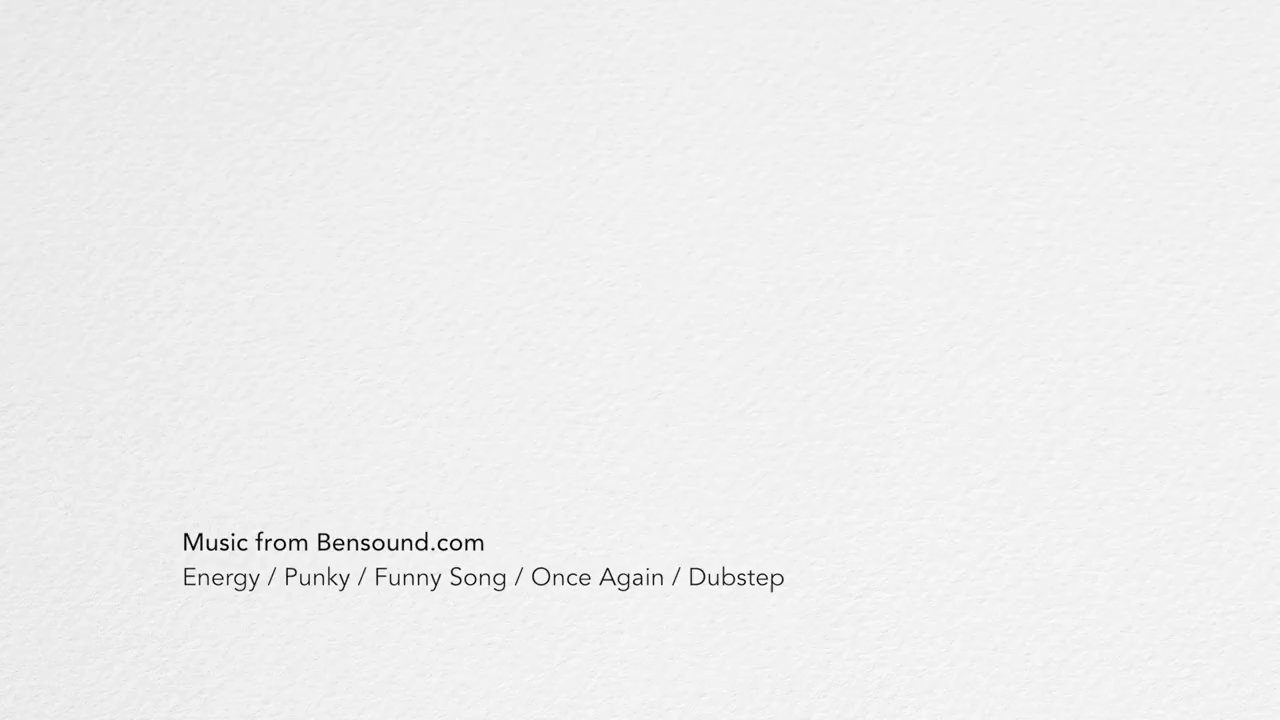 Music from Bensound.com
Energy / Punky / Funny Song / Once Again / Dubstep